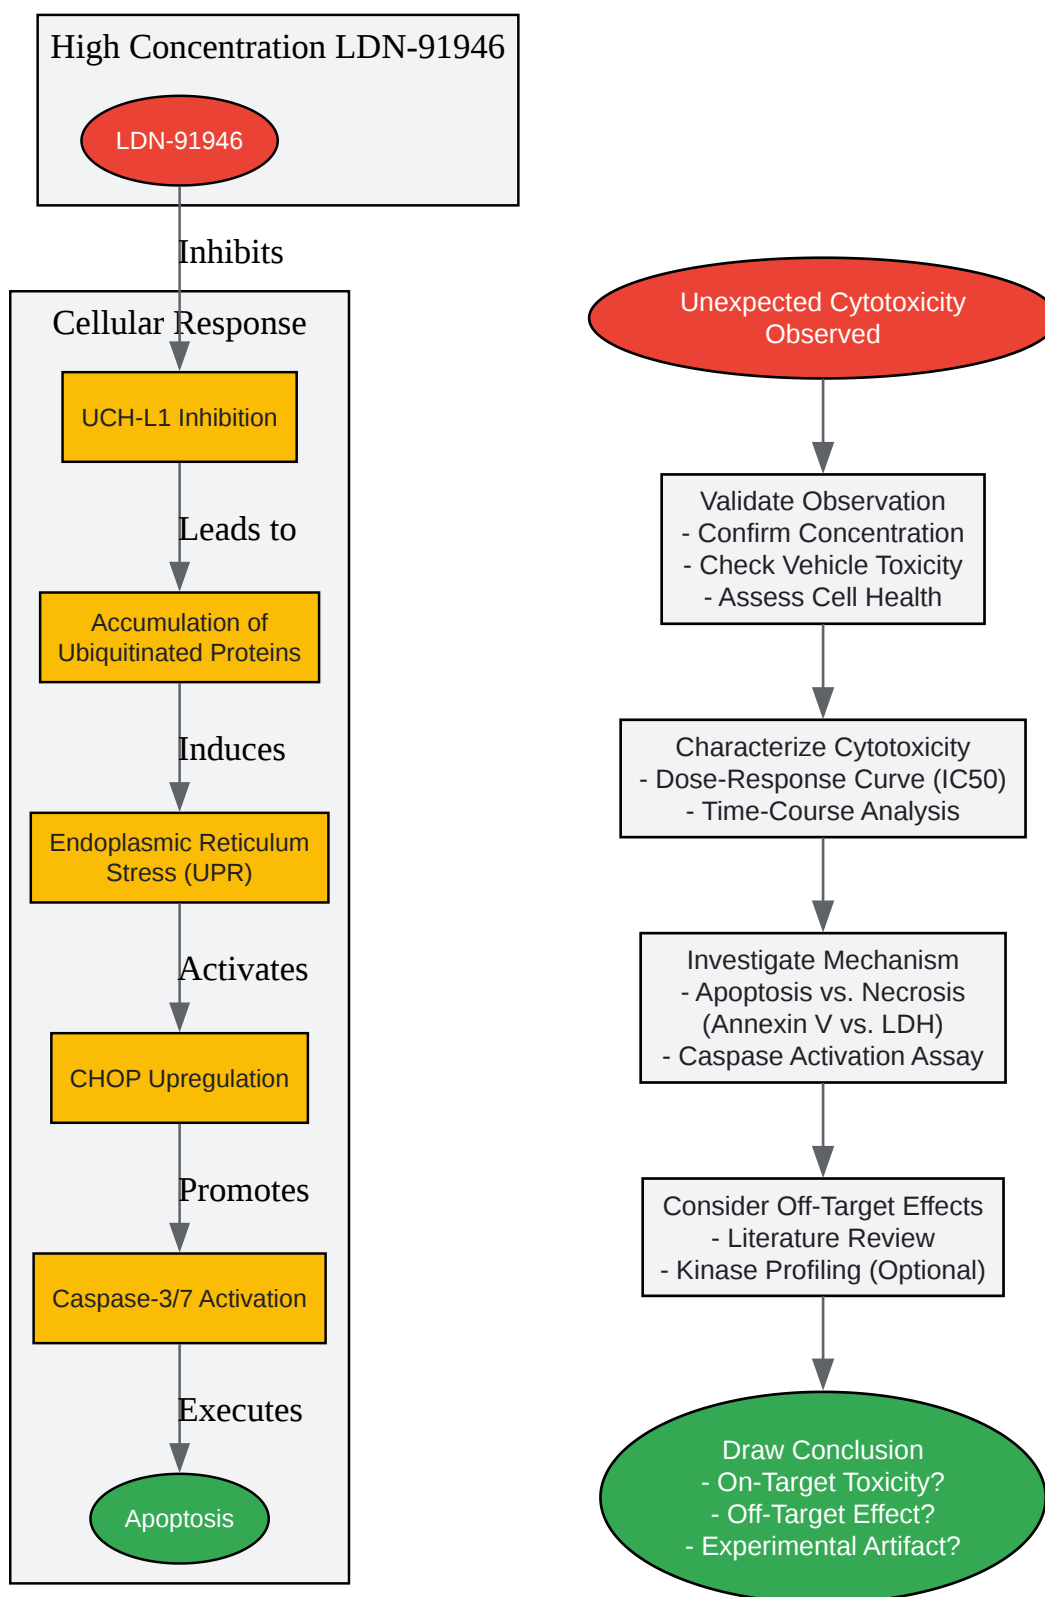 High Concentration LDN-91946
LDN-91946
Inhibits
Cellular Response
UCH-L1 Inhibition
Leads to
Accumulation of
Ubiquitinated Proteins
Induces
Endoplasmic Reticulum
Stress (UPR)
Activates
CHOP Upregulation
Promotes
Caspase-3/7 Activation
Executes
Apoptosis
Unexpected Cytotoxicity
Observed
Validate Observation
- Confirm Concentration
- Check Vehicle Toxicity
- Assess Cell Health
Characterize Cytotoxicity
- Dose-Response Curve (IC50)
- Time-Course Analysis
Investigate Mechanism
- Apoptosis vs. Necrosis
(Annexin V vs. LDH)
- Caspase Activation Assay
Consider Off-Target Effects
- Literature Review
- Kinase Profiling (Optional)
Draw Conclusion
- On-Target Toxicity?
- Off-Target Effect?
- Experimental Artifact?